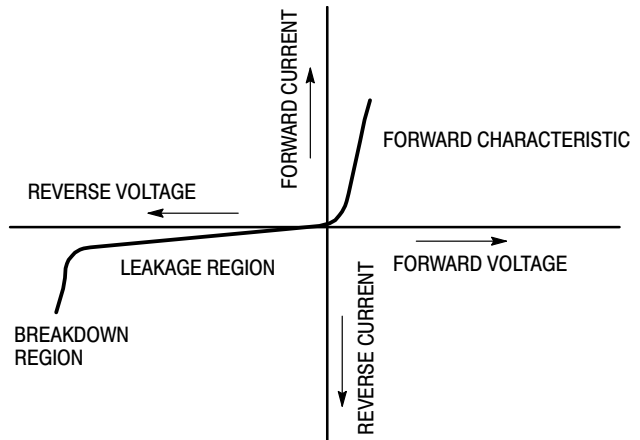 FORWARD CURRENT
FORWARD CHARACTERISTIC
REVERSE VOLTAGE
LEAKAGE REGION
FORWARD VOLTAGE
BREAKDOWN
REGION
REVERSE CURRENT